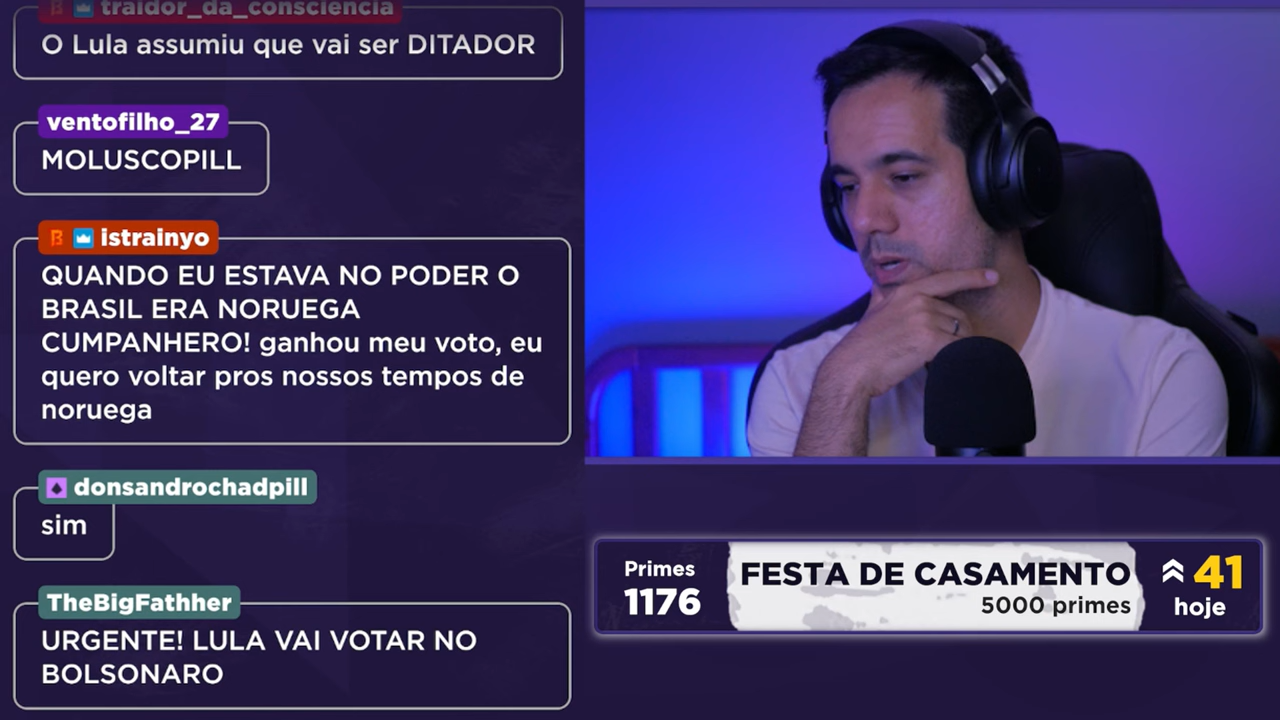 traidor_da_consciencia
O Lula assumiu que vai ser DITADOR
ventofilho_27
MOLUSCOPILL
istrainyo
QUANDO EU ESTAVA NO PODER O
BRASIL ERA NORUEGA
CUMPANHERO! ganhou meu voto, eu
quero voltar pros nossos tempos de
noruega
donsandrochadpill
sim
TheBigFathher
URGENTE! LULA VAI VOTAR NO
BOLSONARO
Primes
1176
FESTA DE CASAMENTO
5000 primes
41
hoje